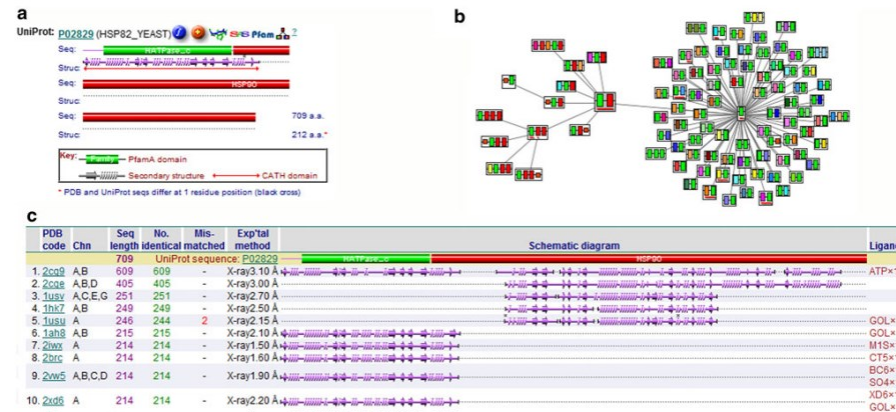 a
UniProt: P02829 (HSP82_YEAST) Pfam ?
Seq: HATPase_c
Struc:
Seq: HSP90
Struc:
Seq: 709 a.a.
Struc: 212 a.a.*
Key: Family PfamA domain
Secondary structure CATH domain
* PDB and UniProt seqs differ at 1 residue position (black cross)
b
c
PDB code Chn Seq length No. identical Mis-matched Exp'tal method Schematic diagram Ligan
709 UniProt sequence: P02829 HATPase_c HSP90
1. 2cg9 A,B 609 609 - X-ray 3.10 Å ATP×
2. 2cge A,B,D 405 405 - X-ray 3.00 Å
3. 1usv A,C,E,G 251 251 - X-ray 2.70 Å
4. 1hk7 A,B 249 249 - X-ray 2.50 Å
5. 1usu A 246 244 2 X-ray 2.15 Å GOL×
6. 1ah8 A,B 215 215 - X-ray 2.10 Å GOL×
7. 2iwx A 214 214 - X-ray 1.50 Å M1S×
8. 2brc A 214 214 - X-ray 1.60 Å CT5×
9. 2vw5 A,B,C,D 214 214 - X-ray 1.90 Å BC6× SO4×
10. 2xd6 A 214 214 - X-ray 2.20 Å XD6× GOL×